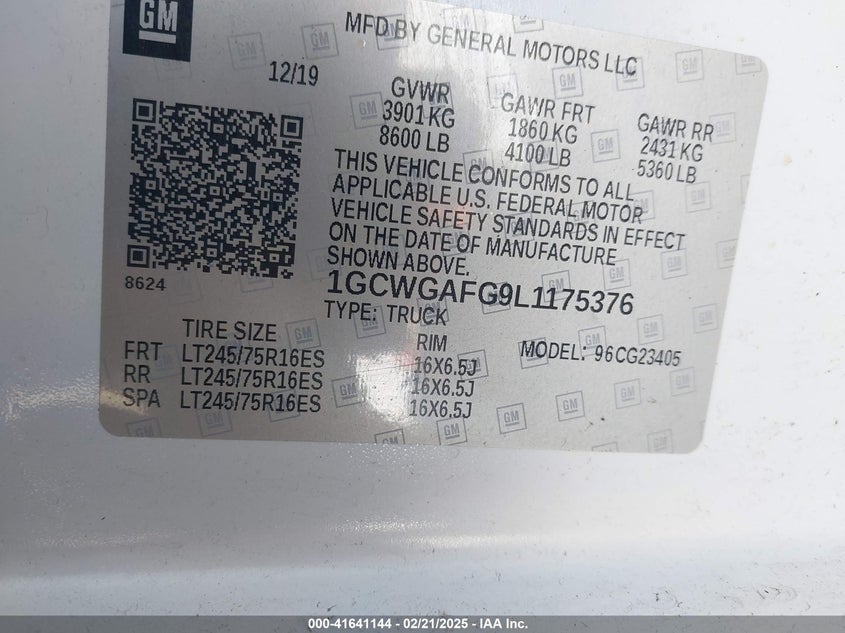 GM
MFD BY GENERAL MOTORS LLC
12/19
GVWR GAWR FRT GAWR RR
3901 KG 1860 KG 2431 KG
8600 LB 4100 LB 5360 LB
THIS VEHICLE CONFORMS TO ALL
APPLICABLE U.S. FEDERAL MOTOR
VEHICLE SAFETY STANDARDS IN EFFECT
ON THE DATE OF MANUFACTURE
SHOWN ABOVE.
8624
1GCWGAFG9L1175376
TYPE: TRUCK
TIRE SIZE RIM MODEL: 96CG23405
FRT LT245/75R16ES 16X6.5J
RR LT245/75R16ES 16X6.5J
SPA LT245/75R16ES 16X6.5J
000-41641144 - 02/21/2025 - IAA Inc.